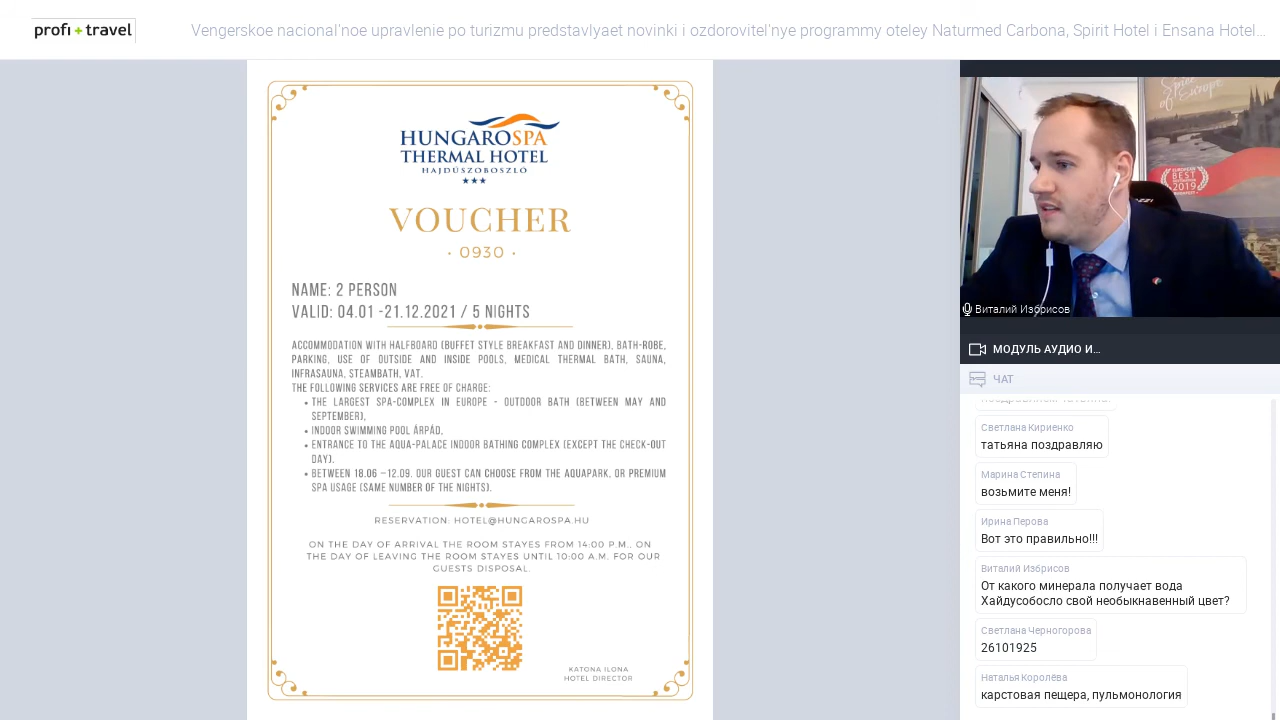 profi + travel
Vengerskoe nacional'noe upravlenie po turizmu predstavlyaet novinki i ozdorovitel'nye programmy oteley Naturmed Carbona, Spirit Hotel i Ensana Hotel...
HUNGAROSPA
THERMAL HOTEL
HAJDÚSZOBOSZLÓ
VOUCHER
· 0930 ·
NAME: 2 PERSON
VALID: 04.01 -21.12.2021 / 5 NIGHTS
ACCOMMODATION WITH HALFBOARD (BUFFET STYLE BREAKFAST AND DINNER), BATH-ROBE,
PARKING, USE OF OUTSIDE AND INSIDE POOLS, MEDICAL THERMAL BATH, SAUNA,
INFRASAUNA, STEAMBATH, VAT.
THE FOLLOWING SERVICES ARE FREE OF CHARGE:
• THE LARGEST SPA-COMPLEX IN EUROPE - OUTDOOR BATH (BETWEEN MAY AND
SEPTEMBER),
• INDOOR SWIMMING POOL ÁRPÁD,
• ENTRANCE TO THE AQUA-PALACE INDOOR BATHING COMPLEX (EXCEPT THE CHECK-OUT
DAY).
• BETWEEN 18.06 –12.09. OUR GUEST CAN CHOOSE FROM THE AQUAPARK, OR PREMIUM
SPA USAGE (SAME NUMBER OF THE NIGHTS).
RESERVATION: HOTEL@HUNGAROSPA.HU
ON THE DAY OF ARRIVAL THE ROOM STAYES FROM 14:00 P.M., ON
THE DAY OF LEAVING THE ROOM STAYES UNTIL 10:00 A.M. FOR OUR
GUESTS DISPOSAL.
KATONA ILONA
HOTEL DIRECTOR
Spice
of Europe
BEST
2019
Виталий Избрисов
МОДУЛЬ АУДИО И...
ЧАТ
Светлана Кириенко
татьяна поздравляю
Марина Степина
возьмите меня!
Ирина Перова
Вот это правильно!!!
Виталий Избрисов
От какого минерала получает вода
Хайдусобосло свой необыкнавенный цвет?
Светлана Черногорова
26101925
Наталья Королёва
карстовая пещера, пульмонология